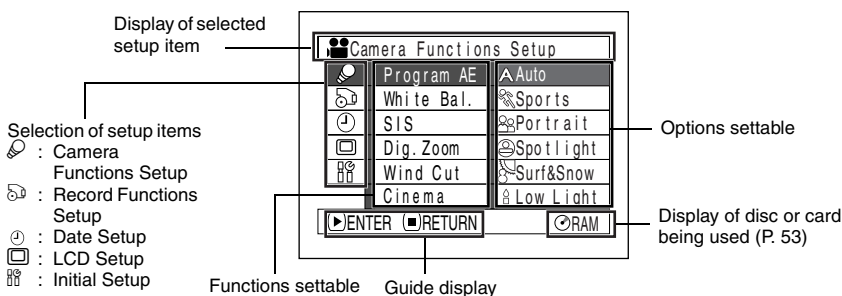 Display of selected
setup item
Camera Functions Setup
Program AE
White Bal.
SIS
Dig. Zoom
Wind Cut
Cinema
Auto
Sports
Portrait
Spotlight
Surf&Snow
Low Light
ENTER RETURN
RAM
Selection of setup items
: Camera
Functions Setup
: Record Functions
Setup
: Date Setup
: LCD Setup
: Initial Setup
Options settable
Display of disc or card
being used (P. 53)
Functions settable
Guide display